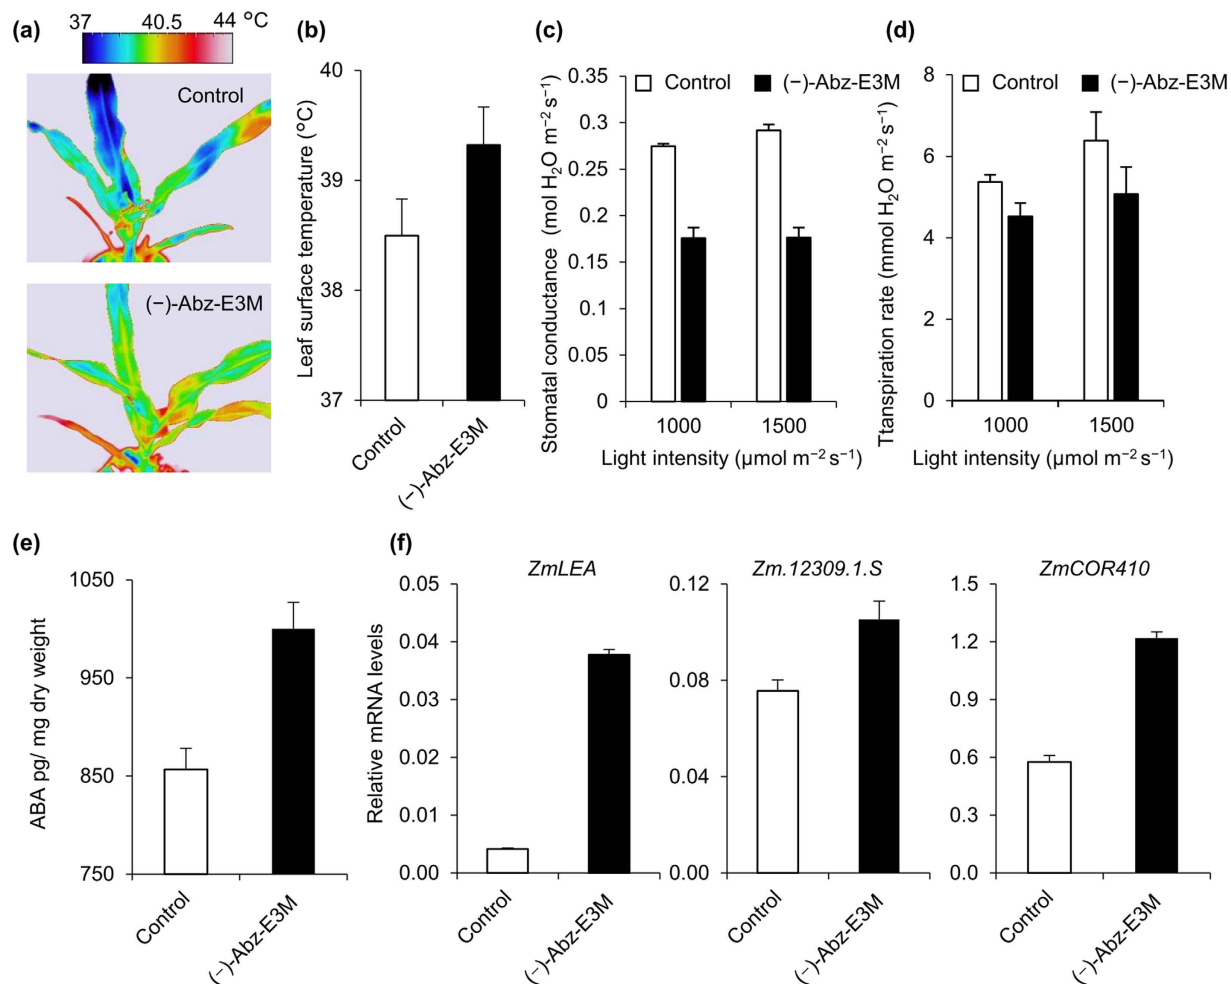 (a)
37 40.5 44 °C
Control
(−)-Abz-E3M
(b)
Leaf surface temperature (°C)
40
39
38
37
Control
(−)-Abz-E3M
(c)
Control (−)-Abz-E3M
Stomatal conductance (mol H₂O m⁻² s⁻¹)
0.35
0.3
0.25
0.2
0.15
0.1
0.05
0
1000 1500
Light intensity (μmol m⁻² s⁻¹)
(d)
Control (−)-Abz-E3M
Ttanspiration rate (mmol H₂O m⁻² s⁻¹)
8
6
4
2
0
1000 1500
Light intensity (μmol m⁻² s⁻¹)
(e)
ABA pg/ mg dry weight
1050
950
850
750
Control
(−)-Abz-E3M
(f)
Relative mRNA levels
ZmLEA
0.05
0.04
0.03
0.02
0.01
0.00
Control
(−)-Abz-E3M
Zm.12309.1.S
0.12
0.08
0.04
0.00
Control
(−)-Abz-E3M
ZmCOR410
1.5
1.2
0.9
0.6
0.3
0.0
Control
(−)-Abz-E3M